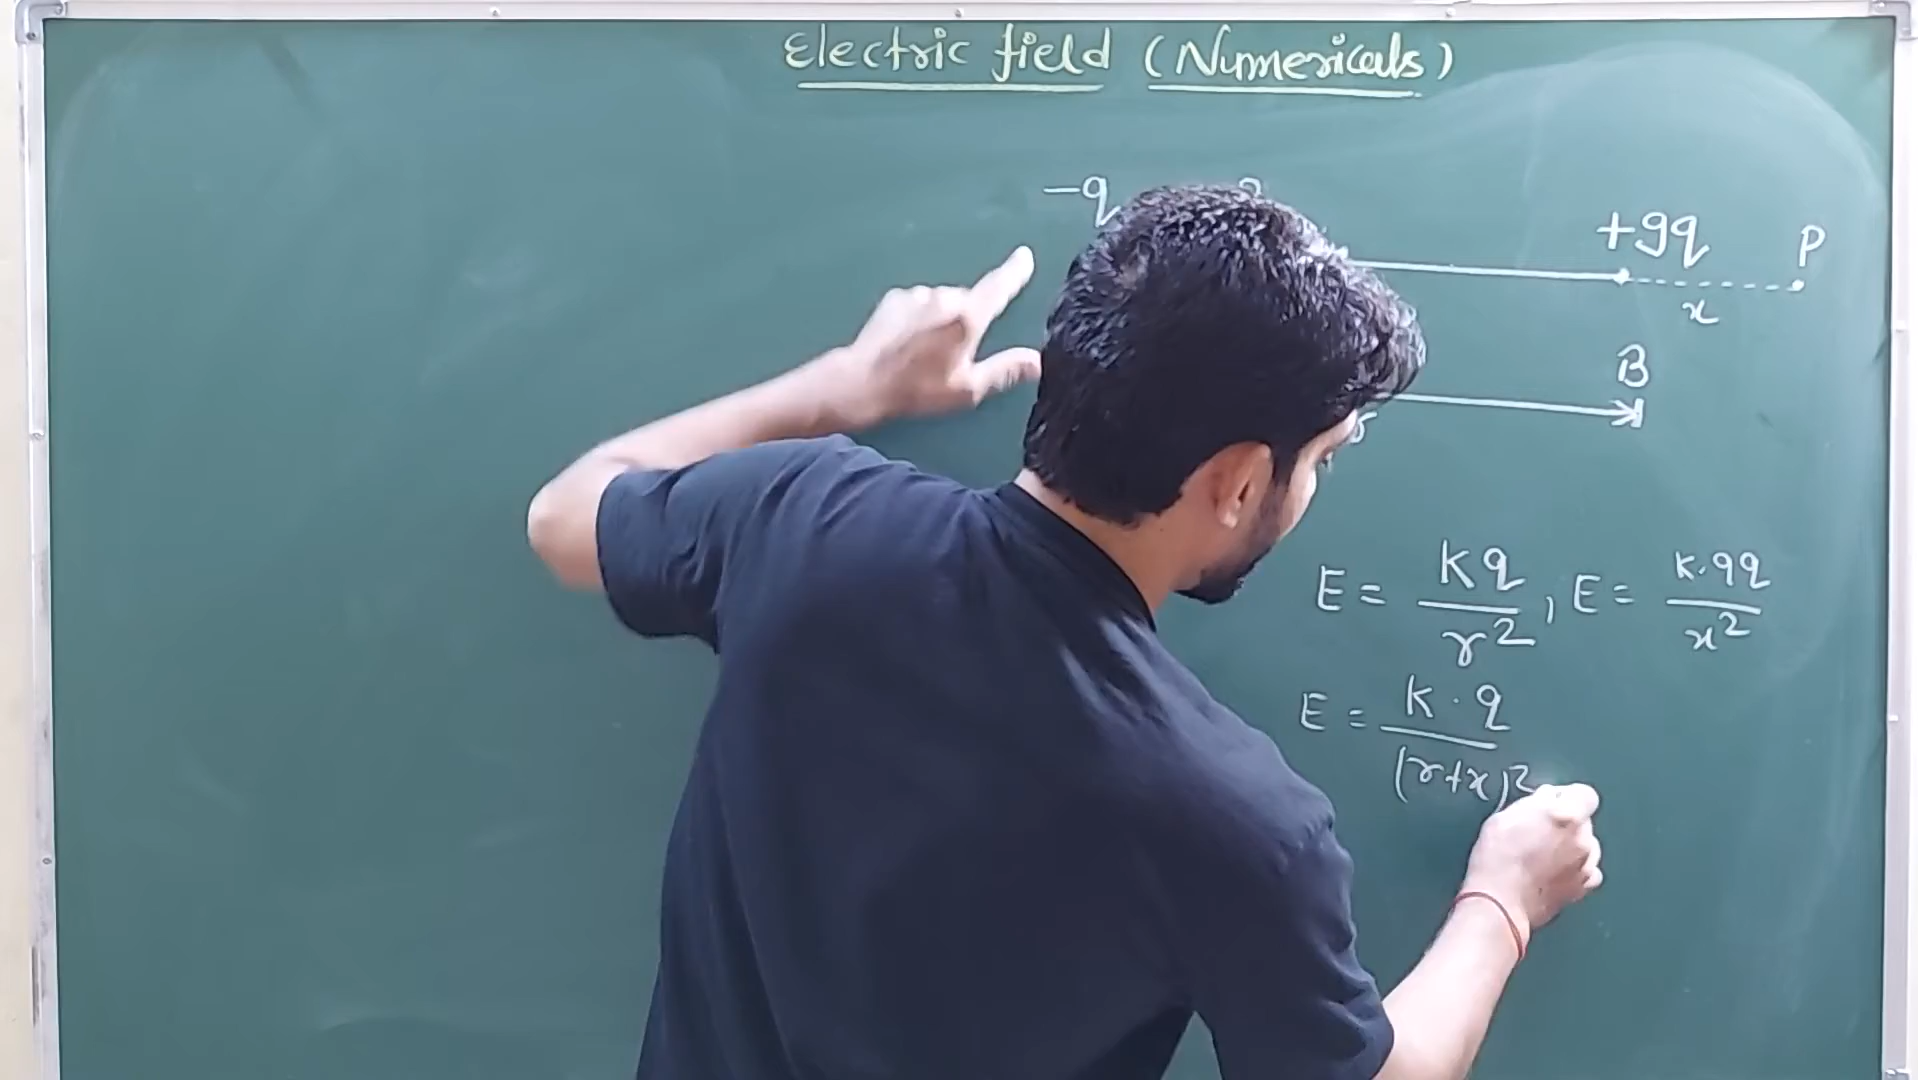 Electric field (Numericals)
-q
+9q P
x
B
r
E = Kq/r², E = K.9q/x²
E = K.q/(r+x)²